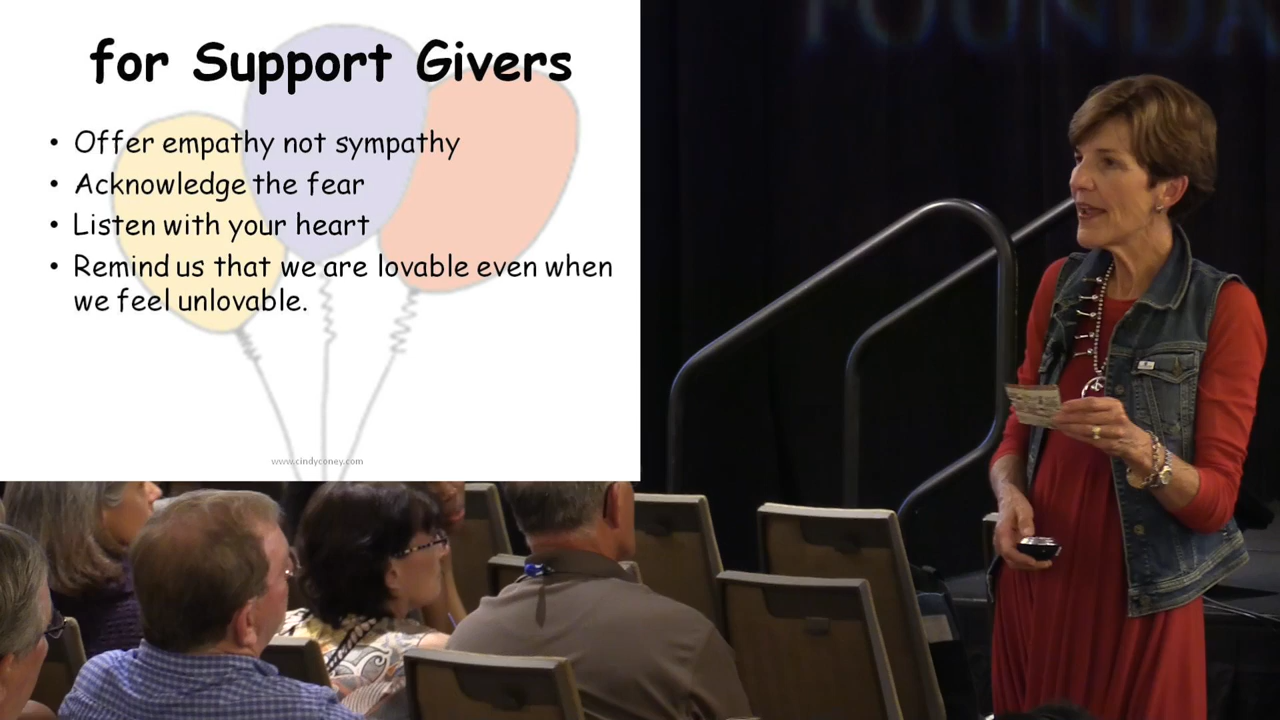 FOUNDA
for Support Givers
• Offer empathy not sympathy
• Acknowledge the fear
• Listen with your heart
• Remind us that we are lovable even when
we feel unlovable.
www.cindyconey.com